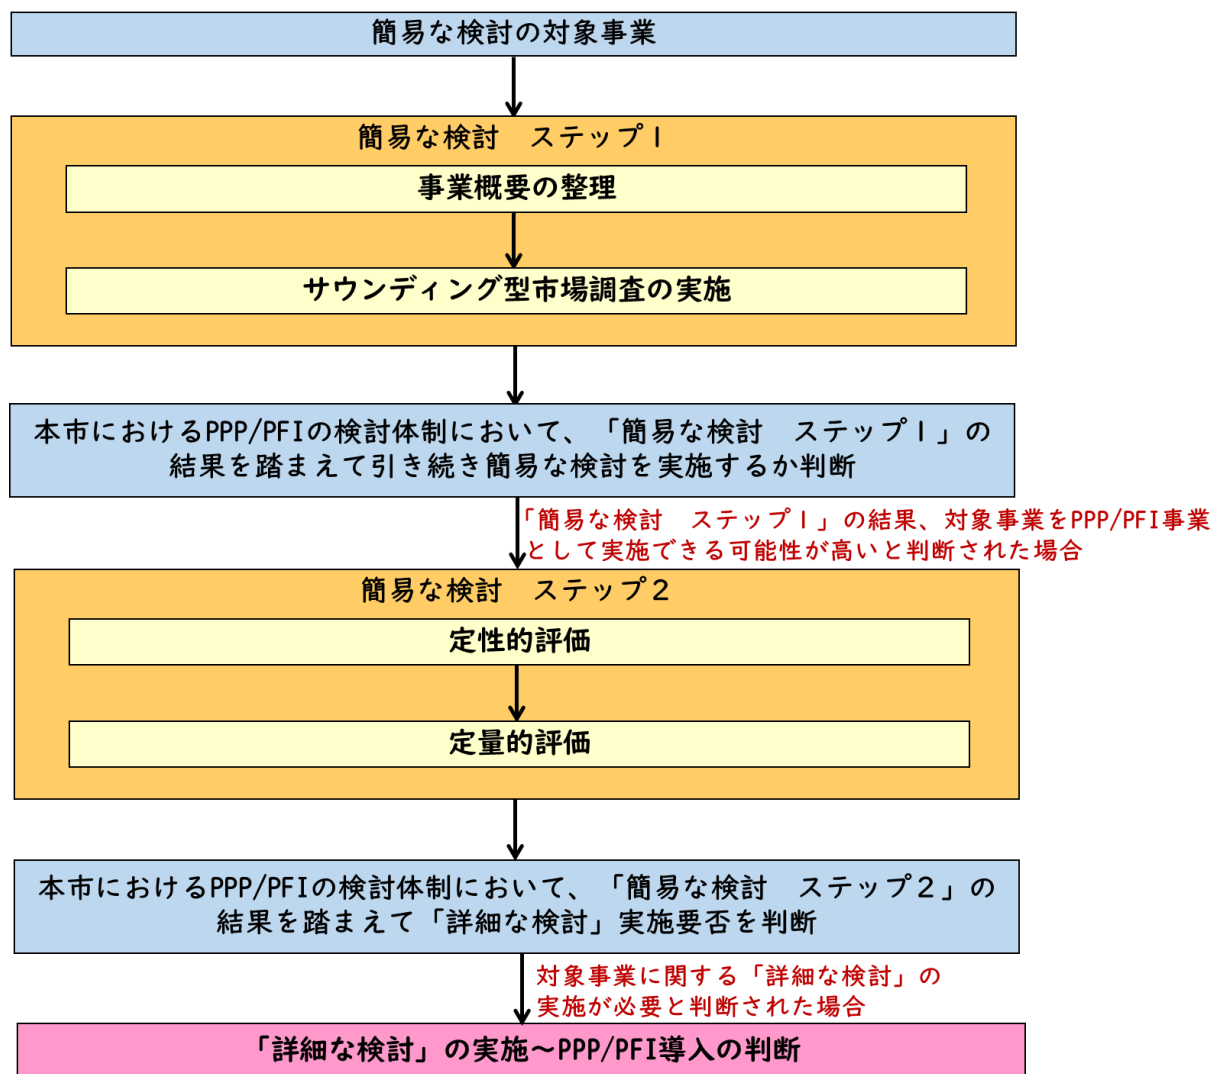 簡易な検討の対象事業
簡易な検討　ステップ１
事業概要の整理
サウンディング型市場調査の実施
本市におけるPPP/PFIの検討体制において、「簡易な検討　ステップ１」の
結果を踏まえて引き続き簡易な検討を実施するか判断
「簡易な検討　ステップ１」の結果、対象事業をPPP/PFI事業
として実施できる可能性が高いと判断された場合
簡易な検討　ステップ２
定性的評価
定量的評価
本市におけるPPP/PFIの検討体制において、「簡易な検討　ステップ２」の
結果を踏まえて「詳細な検討」実施要否を判断
対象事業に関する「詳細な検討」の
実施が必要と判断された場合
「詳細な検討」の実施～PPP/PFI導入の判断